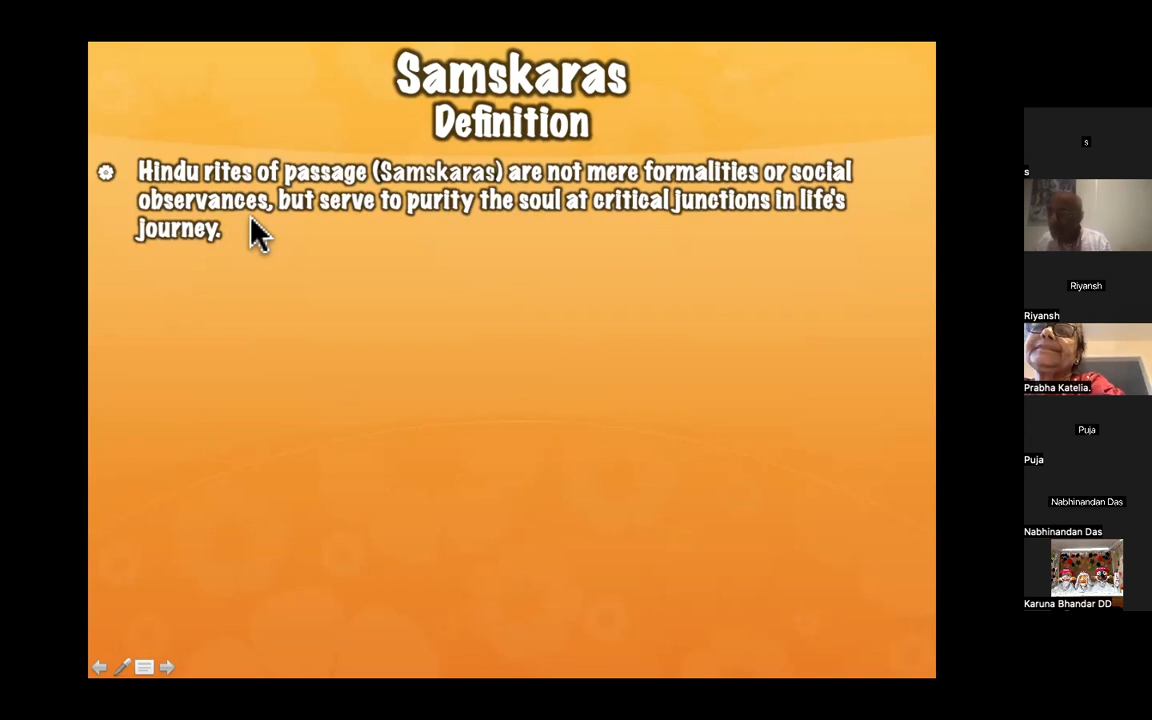 Samskaras
Definition
Hindu rites of passage (Samskaras) are not mere formalities or social
observances, but serve to purity the soul at critical junctions in life's
journey.
s
s
Riyansh
Riyansh
Prabha Katelia.
Puja
Puja
Nabhinandan Das
Nabhinandan Das
Karuna Bhandar DD